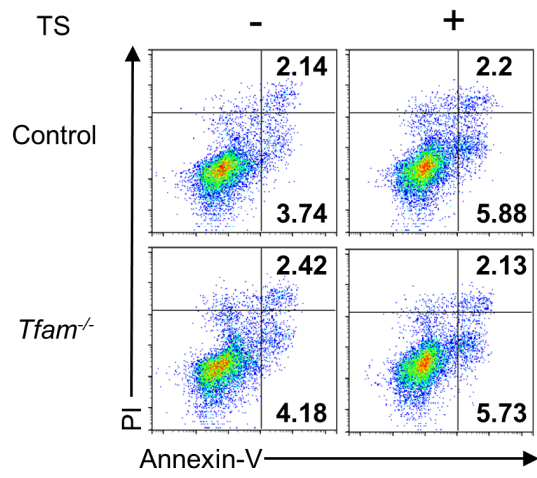 TS - +
Control
2.14
3.74
2.2
5.88
Tfam-/-
2.42
4.18
2.13
5.73
PI
Annexin-V